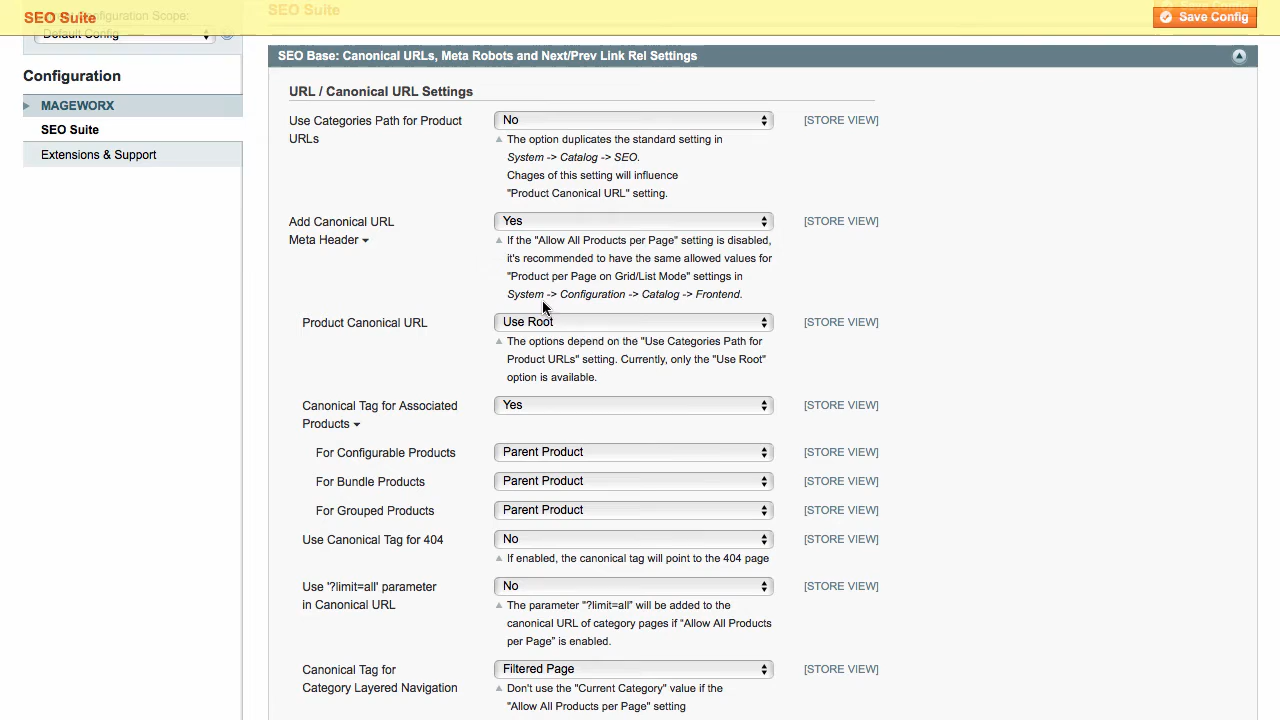 Configuration Scope:
SEO Suite
SEO Suite
Save Config
Default Config
SEO Base: Canonical URLs, Meta Robots and Next/Prev Link Rel Settings
Configuration
MAGEWORX
SEO Suite
Extensions & Support
URL / Canonical URL Settings
Use Categories Path for Product
URLs
No
[STORE VIEW]
The option duplicates the standard setting in
System -> Catalog -> SEO.
Chages of this setting will influence
"Product Canonical URL" setting.
Add Canonical URL
Meta Header
Yes
[STORE VIEW]
If the "Allow All Products per Page" setting is disabled,
it's recommended to have the same allowed values for
"Product per Page on Grid/List Mode" settings in
System -> Configuration -> Catalog -> Frontend.
Product Canonical URL
Use Root
[STORE VIEW]
The options depend on the "Use Categories Path for
Product URLs" setting. Currently, only the "Use Root"
option is available.
Canonical Tag for Associated
Products
Yes
[STORE VIEW]
For Configurable Products
Parent Product
[STORE VIEW]
For Bundle Products
Parent Product
[STORE VIEW]
For Grouped Products
Parent Product
[STORE VIEW]
Use Canonical Tag for 404
No
[STORE VIEW]
If enabled, the canonical tag will point to the 404 page
Use '?limit=all' parameter
in Canonical URL
No
[STORE VIEW]
The parameter "?limit=all" will be added to the
canonical URL of category pages if "Allow All Products
per Page" is enabled.
Canonical Tag for
Category Layered Navigation
Filtered Page
[STORE VIEW]
Don't use the "Current Category" value if the
"Allow All Products per Page" setting